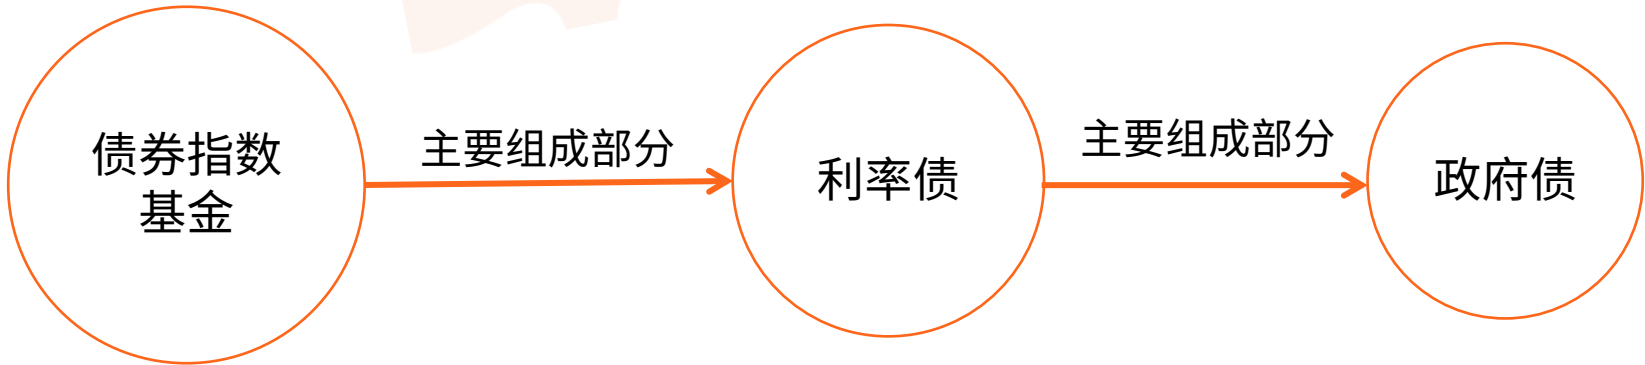 债券指数
基金
主要组成部分
利率债
主要组成部分
政府债